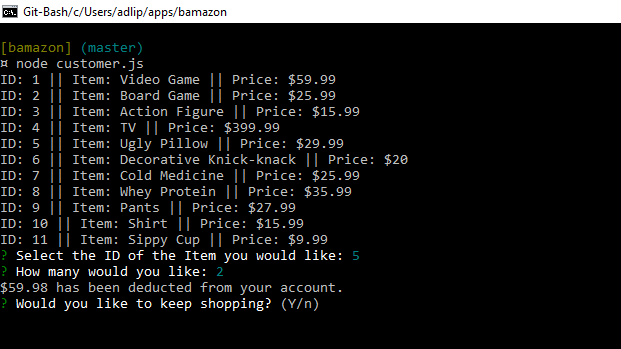 Git-Bash/c/Users/adlip/apps/bamazon
[bamazon] (master)
¤ node customer.js
ID: 1 || Item: Video Game || Price: $59.99
ID: 2 || Item: Board Game || Price: $25.99
ID: 3 || Item: Action Figure || Price: $15.99
ID: 4 || Item: TV || Price: $399.99
ID: 5 || Item: Ugly Pillow || Price: $29.99
ID: 6 || Item: Decorative Knick-knack || Price: $20
ID: 7 || Item: Cold Medicine || Price: $25.99
ID: 8 || Item: Whey Protein || Price: $35.99
ID: 9 || Item: Pants || Price: $27.99
ID: 10 || Item: Shirt || Price: $15.99
ID: 11 || Item: Sippy Cup || Price: $9.99
? Select the ID of the Item you would like: 5
? How many would you like: 2
$59.98 has been deducted from your account.
? Would you like to keep shopping? (Y/n)